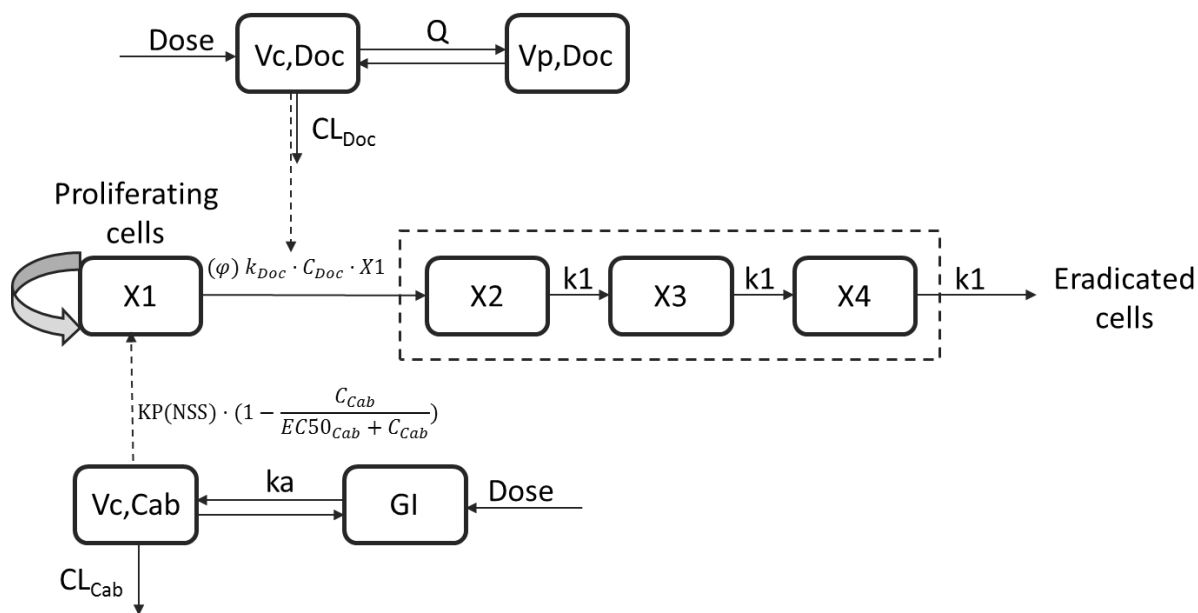 Dose
Vc,Doc
Q
Vp,Doc
CL_Doc
Proliferating
cells
X1
(φ) k_Doc · C_Doc · X1
X2
k1
X3
k1
X4
k1
Eradicated
cells
KP(NSS) · (1 − C_Cab / (EC50_Cab + C_Cab))
Vc,Cab
ka
GI
Dose
CL_Cab